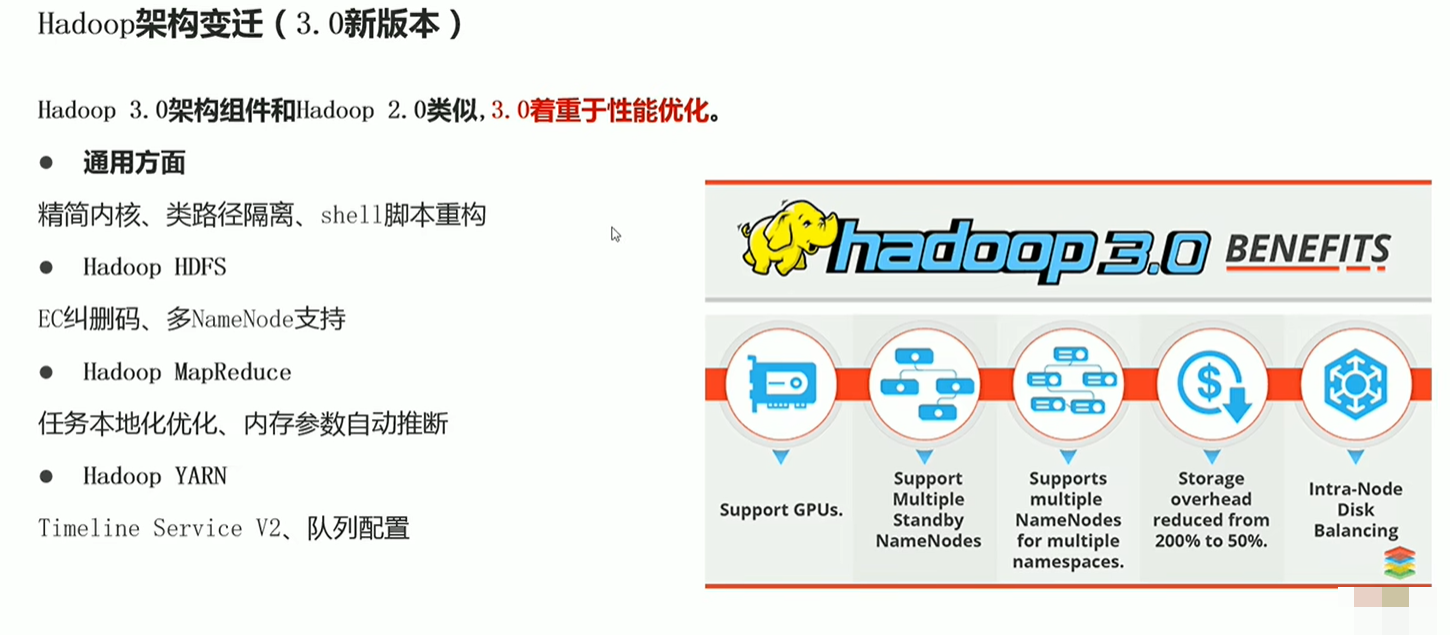 Hadoop架构变迁（3.0新版本）
Hadoop 3.0架构组件和Hadoop 2.0类似,3.0着重于性能优化。
● 通用方面
精简内核、类路径隔离、shell脚本重构
● Hadoop HDFS
EC纠删码、多NameNode支持
● Hadoop MapReduce
任务本地化优化、内存参数自动推断
● Hadoop YARN
Timeline Service V2、队列配置
hadoop 3.0 BENEFITS
Support GPUs.
Support
Multiple
Standby
NameNodes
Supports
multiple
NameNodes
for multiple
namespaces.
Storage
overhead
reduced from
200% to 50%.
Intra-Node
Disk
Balancing